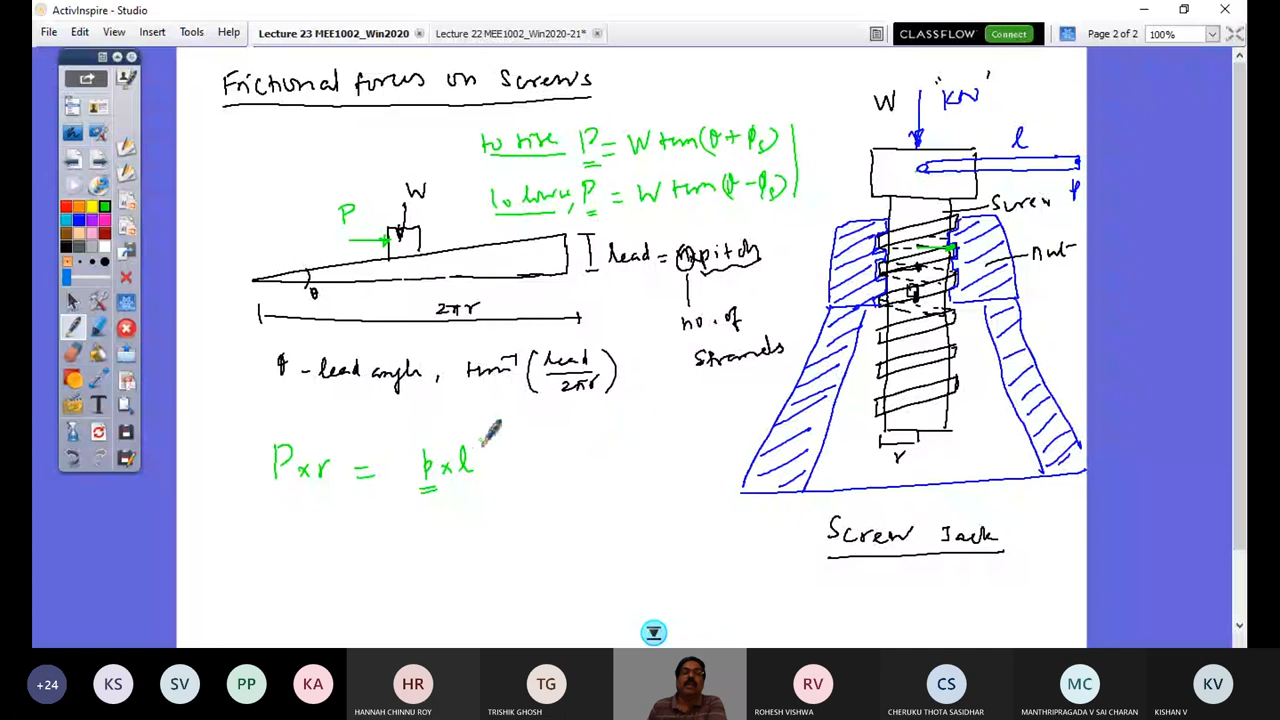 ActivInspire - Studio
File Edit View Insert Tools Help
Lecture 23 MEE1002_Win2020
Lecture 22 MEE1002_Win2020-21*
CLASSFLOW Connect
Page 2 of 2
100%
Frictional forces on Screws
to rise P = W tan(θ + φs)
to lower, P = W tan(θ - φs)
W
P
θ
lead = n pitch
no. of
strands
2πr
θ - lead angle, tan⁻¹ (lead/2πr)
P × r = p × l
W "kN"
l
P
Screw
nut
r
Screw Jack
+24
KS
SV
PP
KA
HR
HANNAH CHINNU ROY
TG
TRISHIK GHOSH
RV
ROHESH VISHWA
CS
CHERUKU THOTA SASIDHAR
MC
MANTHRIPRAGADA V SAI CHARAN
KV
KISHAN V